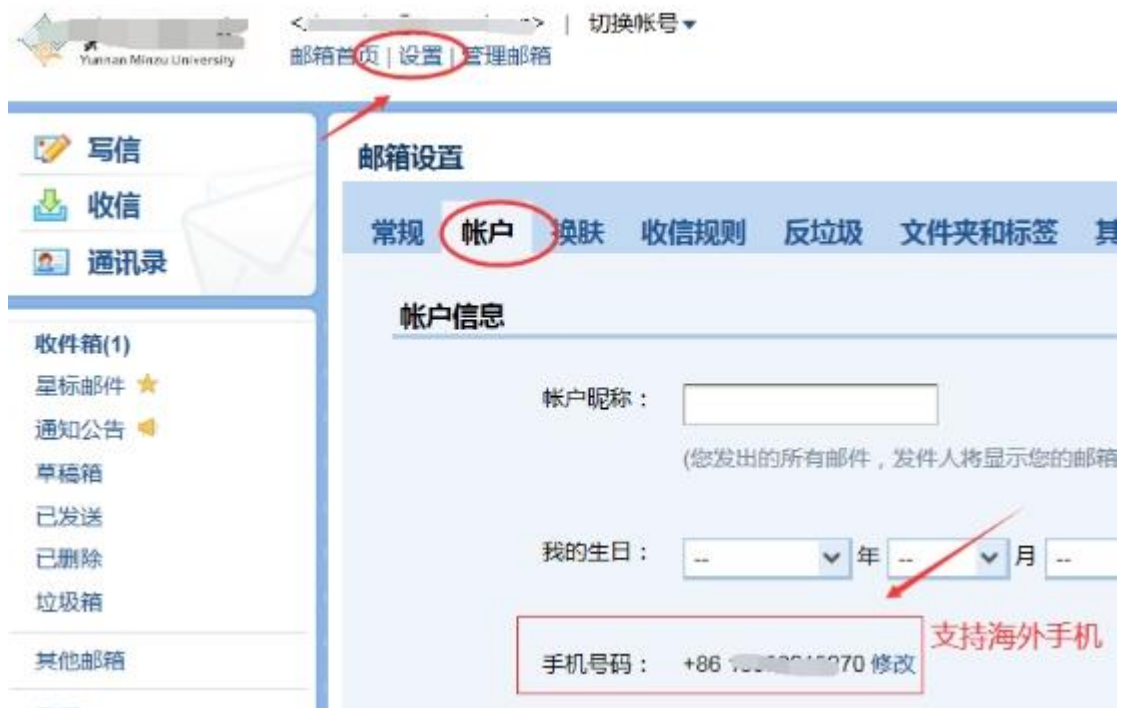 Yunnan Minzu University
< > | 切换帐号
邮箱首页 | 设置 | 管理邮箱
写信
收信
通讯录
收件箱(1)
星标邮件
通知公告
草稿箱
已发送
已删除
垃圾箱
其他邮箱
邮箱设置
常规 帐户 换肤 收信规则 反垃圾 文件夹和标签 其
帐户信息
帐户昵称：
(您发出的所有邮件，发件人将显示您的邮箱
我的生日： -- 年 -- 月 --
支持海外手机
手机号码： +86 70 修改